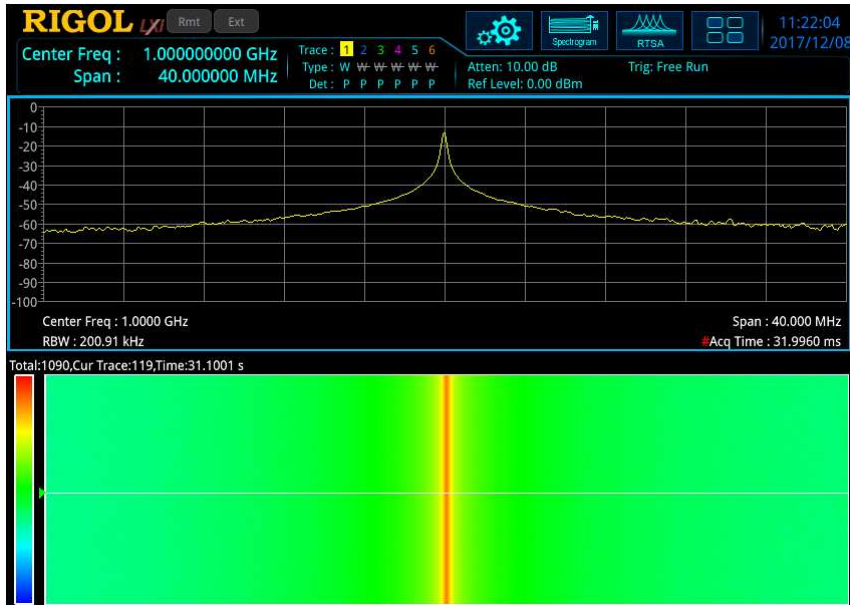 RIGOL LXI Rmt Ext
Center Freq : 1.000000000 GHz
Span : 40.000000 MHz
Trace : 1 2 3 4 5 6
Type : W W W W W W
Det : P P P P P P
Spectrogram
RTSA
11:22:04
2017/12/08
Atten: 10.00 dB
Trig: Free Run
Ref Level: 0.00 dBm
0
-10
-20
-30
-40
-50
-60
-70
-80
-90
-100
Center Freq : 1.0000 GHz
Span : 40.000 MHz
RBW : 200.91 kHz
#Acq Time : 31.9960 ms
Total:1090,Cur Trace:119,Time:31.1001 s